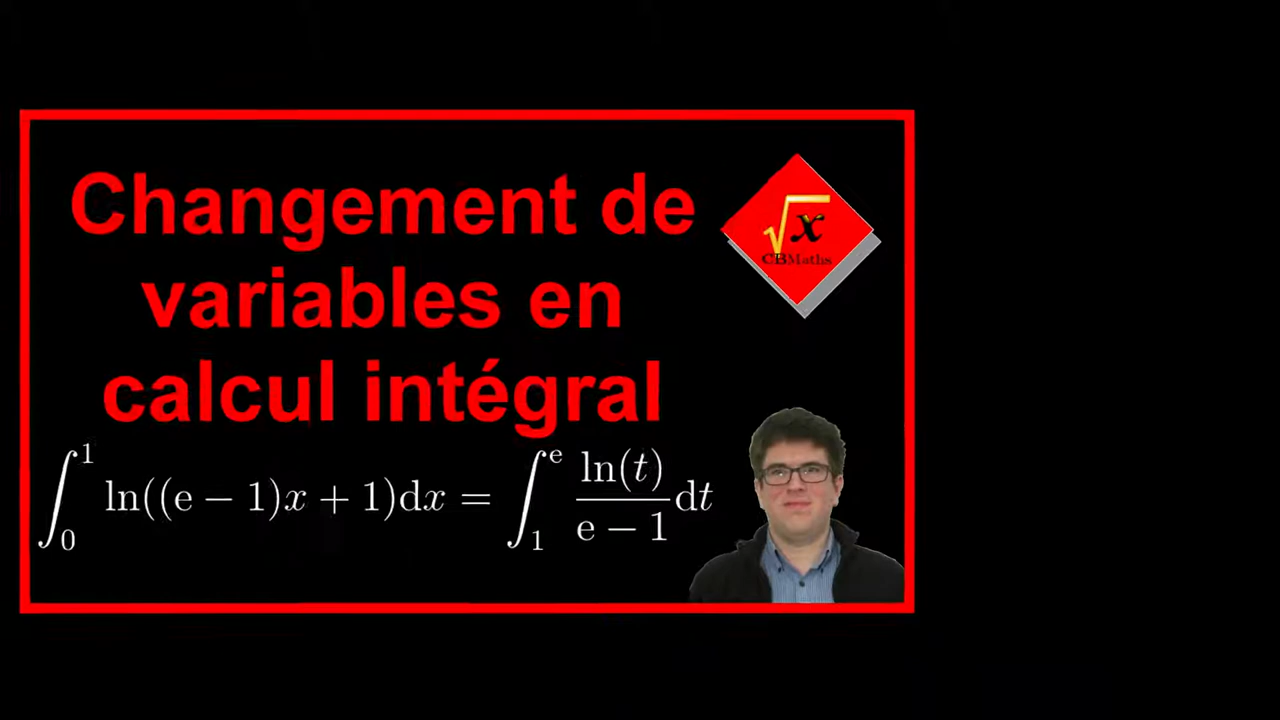 Changement de
variables en
calcul intégral
√x
CBMaths
∫₀¹ ln((e − 1)x + 1)dx = ∫₁ᵉ ln(t)/(e − 1) dt